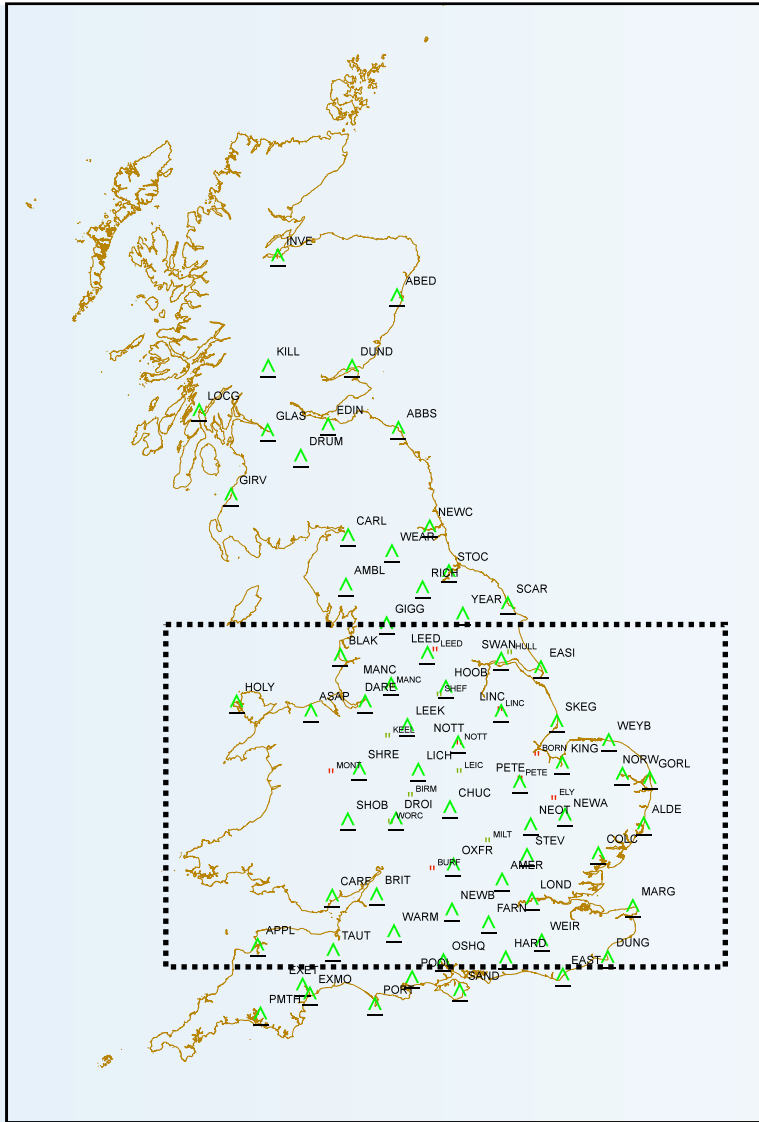 INVE
ABED
KILL
DUND
LOCG
GLAS
EDIN
ABBS
DRUM
GIRV
NEWC
CARL
WEAR
STOC
AMBL
RICH
SCAR
YEAR
GIGG
BLAK
LEED
LEED
SWAN
HULL
EASI
MANC
MANC
HOOB
SHEF
HOLY
DARE
ASAP
LINC
LINC
SKEG
LEEK
KEEL
NOTT
NOTT
WEYB
BORN
KING
MONT
SHRE
LICH
LEIC
PETE
PETE
NORW
GORL
BIRM
ELY
SHOB
DROI
WORC
CHUC
NEOT
NEWA
ALDE
MILT
STEV
COLC
BURF
OXFR
AMER
CARF
BRIT
NEWB
LOND
MARG
WARM
FARN
WEIR
APPL
TAUT
OSHQ
HARD
DUNG
POOL
EAST
EXET
EXMO
SAND
PORT
PMTH